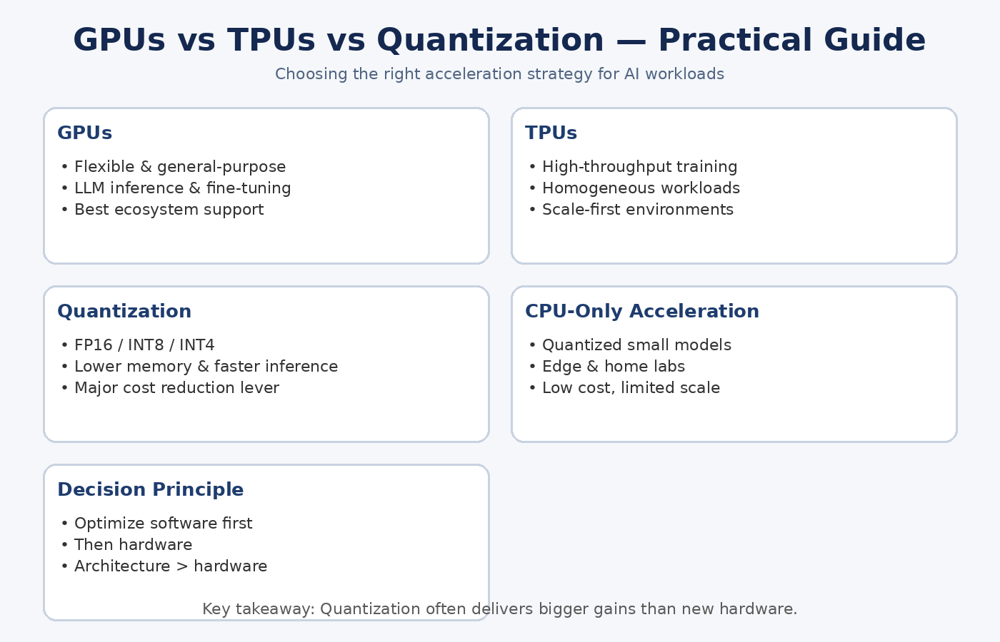 GPUs vs TPUs vs Quantization — Practical Guide
Choosing the right acceleration strategy for AI workloads
GPUs
• Flexible & general-purpose
• LLM inference & fine-tuning
• Best ecosystem support
TPUs
• High-throughput training
• Homogeneous workloads
• Scale-first environments
Quantization
• FP16 / INT8 / INT4
• Lower memory & faster inference
• Major cost reduction lever
CPU-Only Acceleration
• Quantized small models
• Edge & home labs
• Low cost, limited scale
Decision Principle
• Optimize software first
• Then hardware
• Architecture > hardware
Key takeaway: Quantization often delivers bigger gains than new hardware.